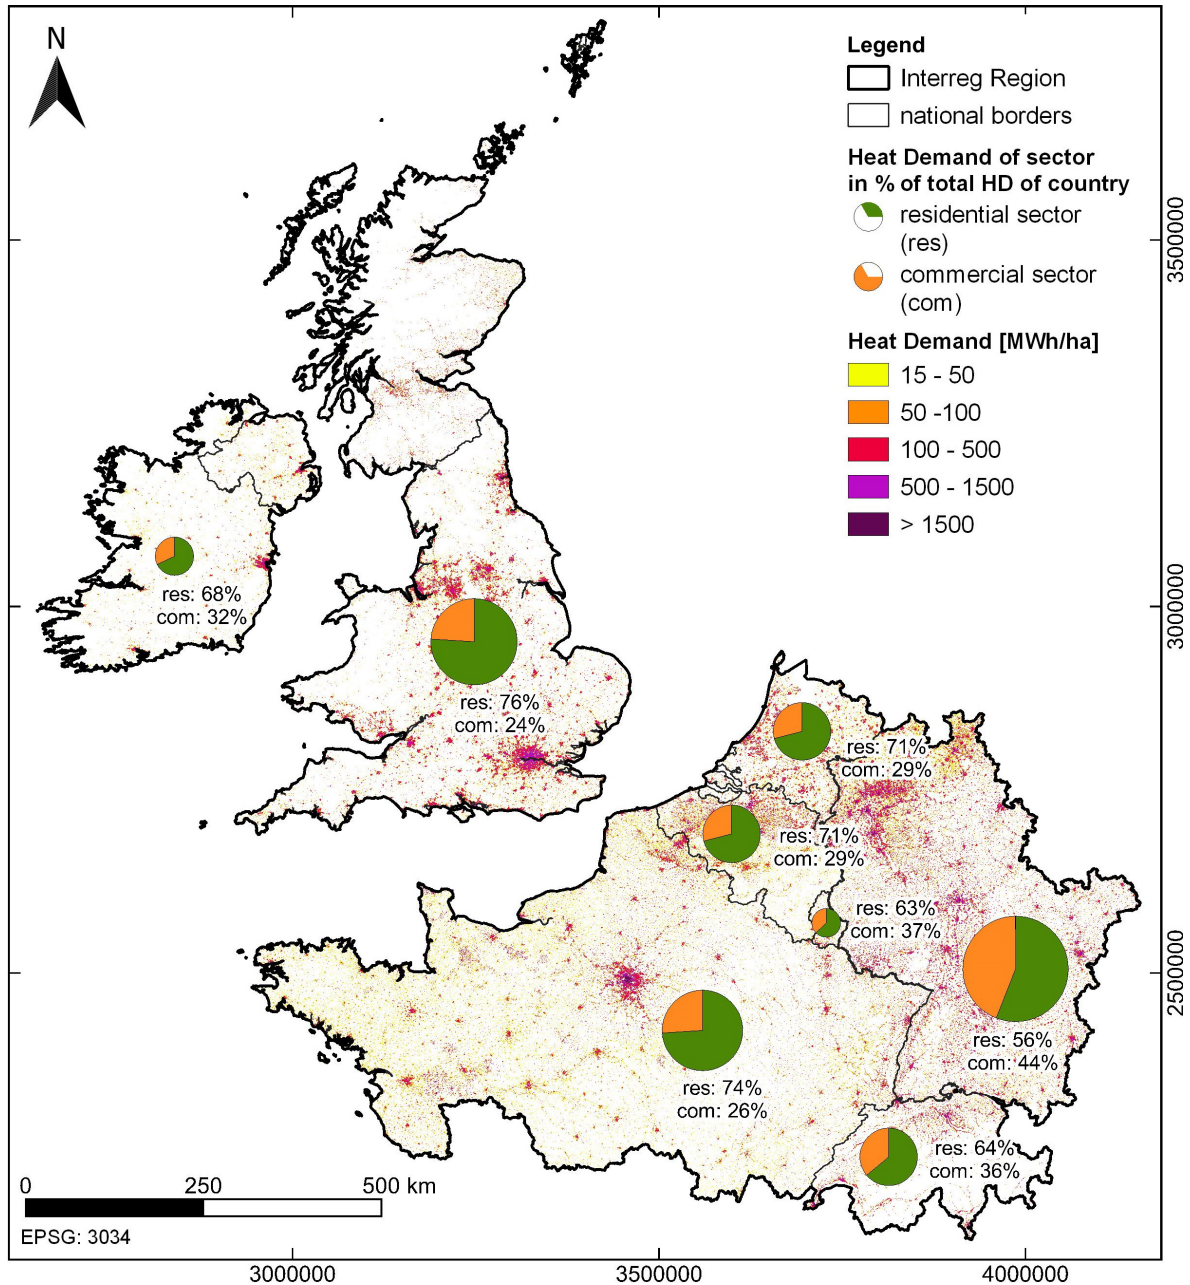 N
Legend
Interreg Region
national borders
Heat Demand of sector
in % of total HD of country
residential sector
(res)
commercial sector
(com)
Heat Demand [MWh/ha]
15 - 50
50 -100
100 - 500
500 - 1500
> 1500
res: 68%
com: 32%
res: 76%
com: 24%
res: 71%
com: 29%
res: 71%
com: 29%
res: 63%
com: 37%
res: 56%
com: 44%
res: 74%
com: 26%
res: 64%
com: 36%
0 250 500 km
EPSG: 3034
3000000 3500000 4000000
3500000
3000000
2500000